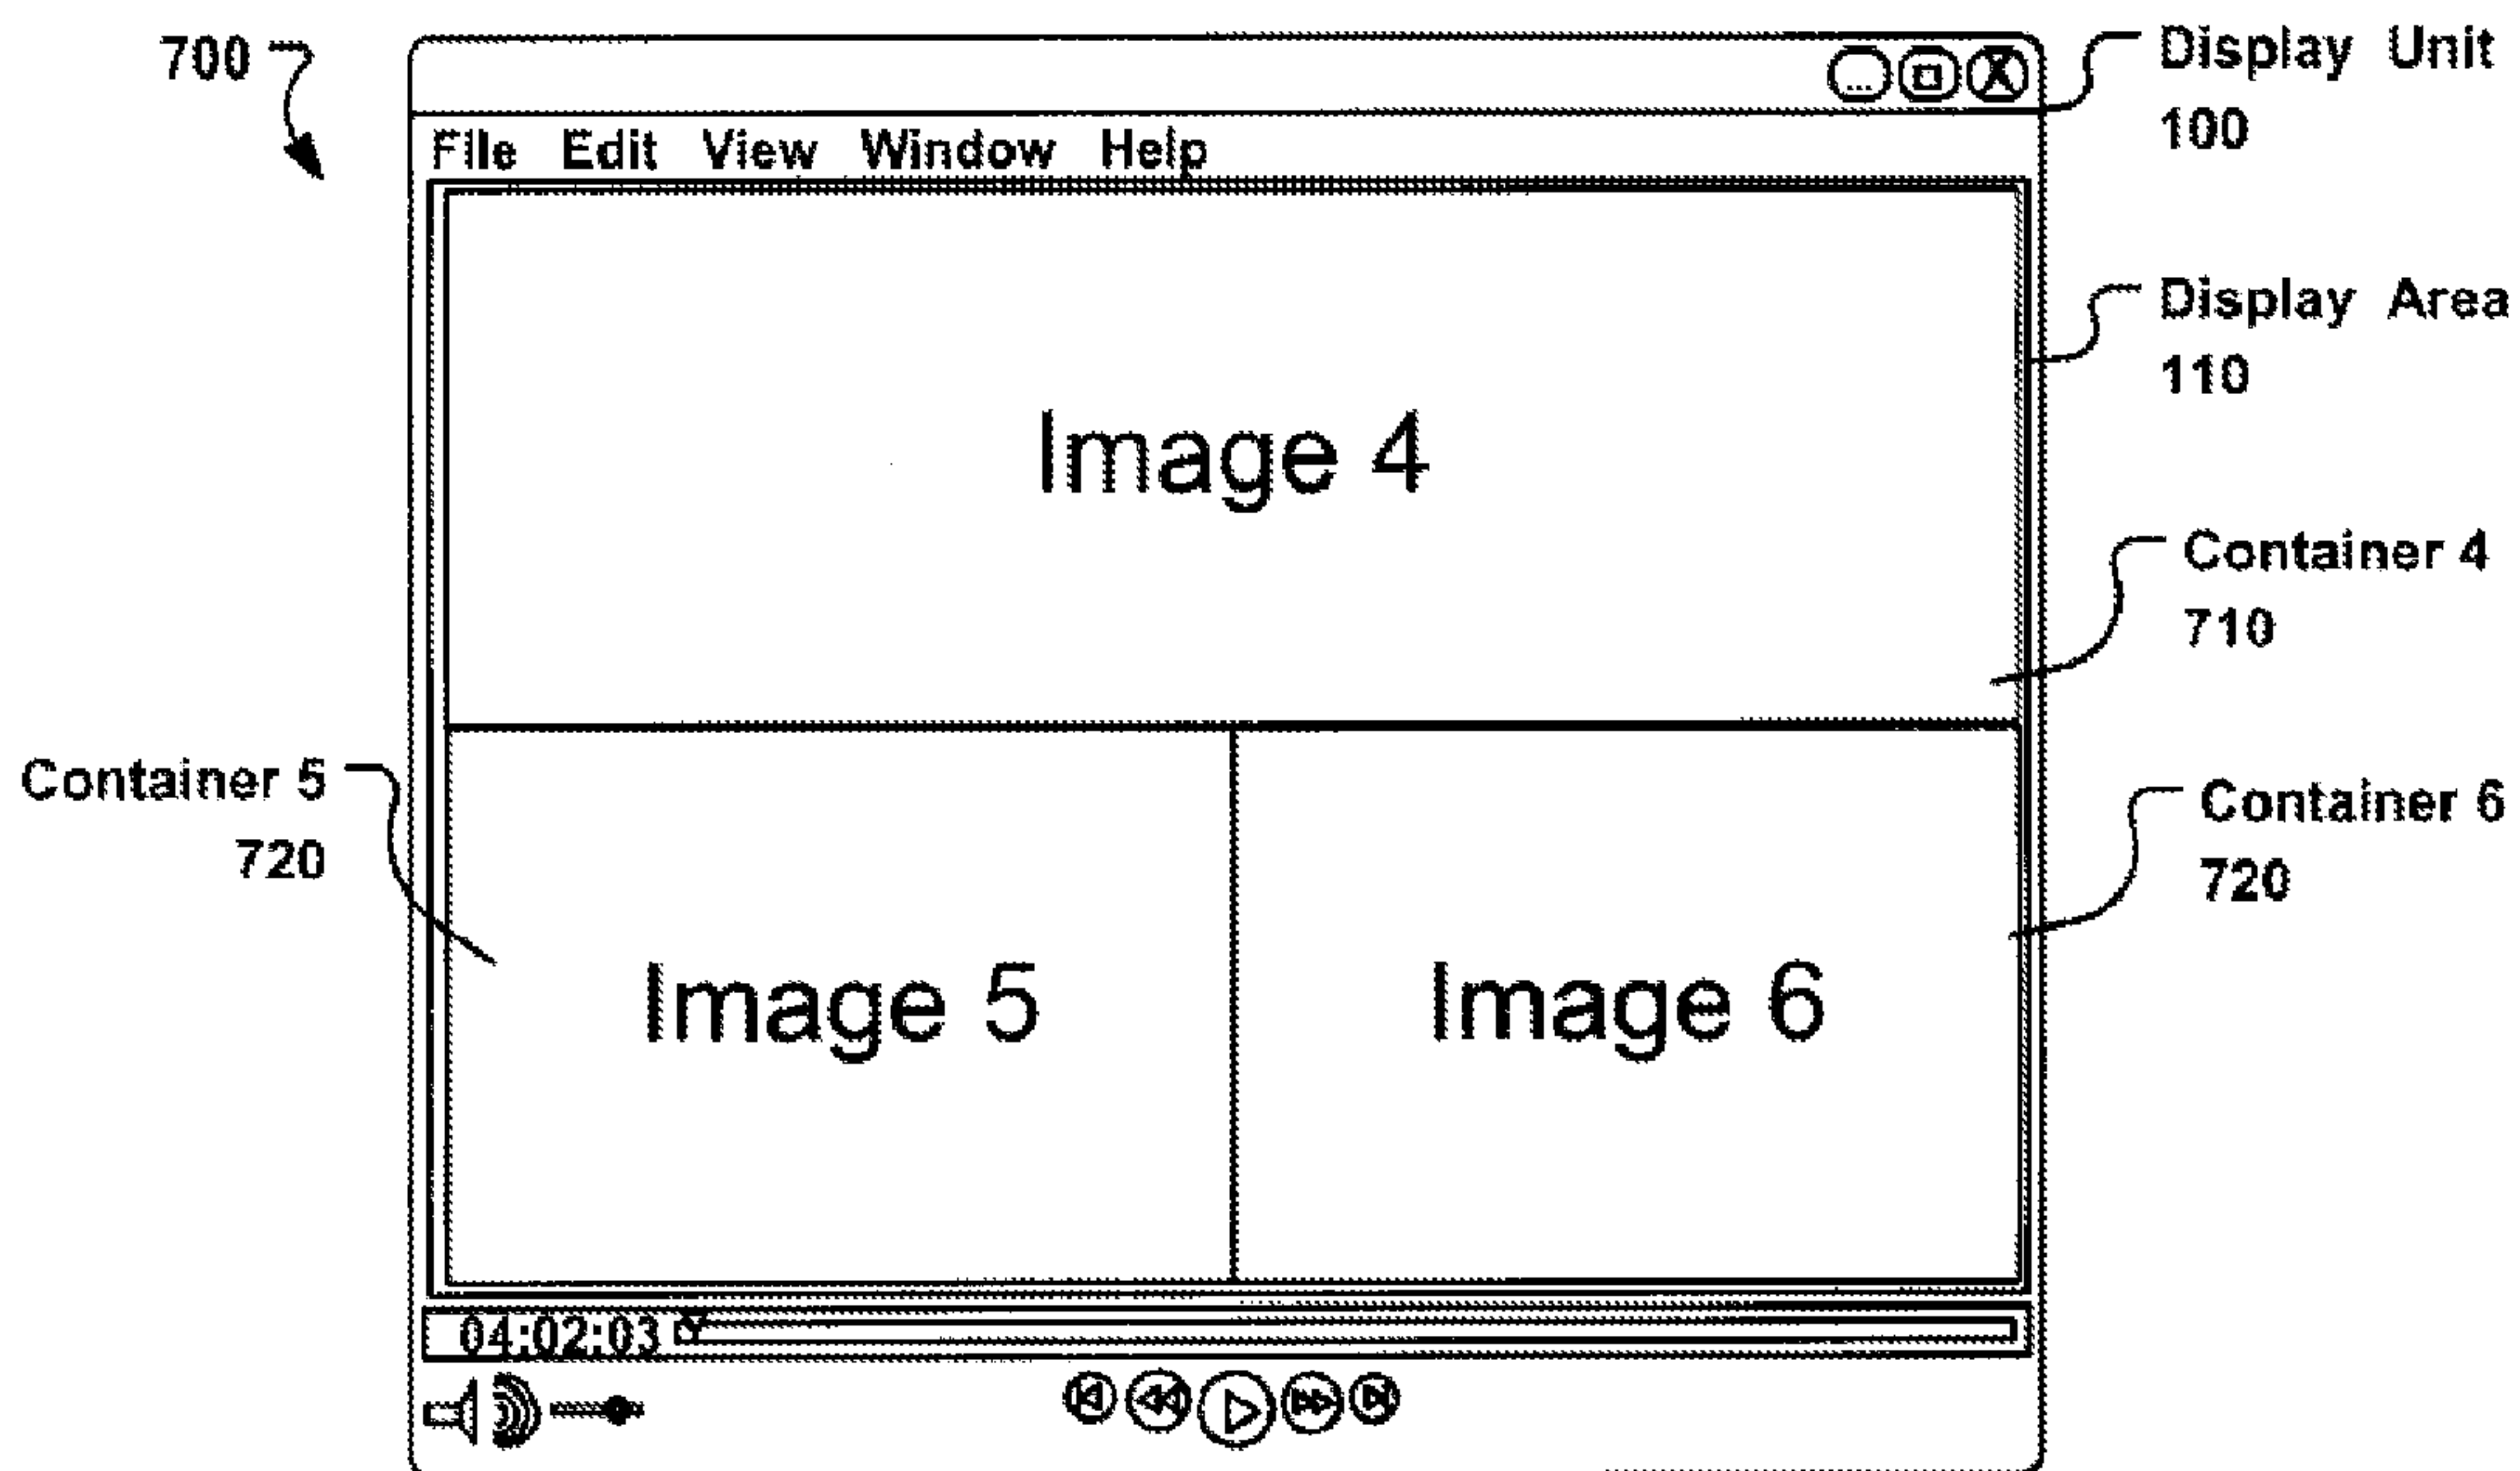 700
Display Unit
100
File Edit View Window Help
Display Area
110
Image 4
Container 4
710
Container 5
720
Container 6
720
Image 5
Image 6
04:02:03